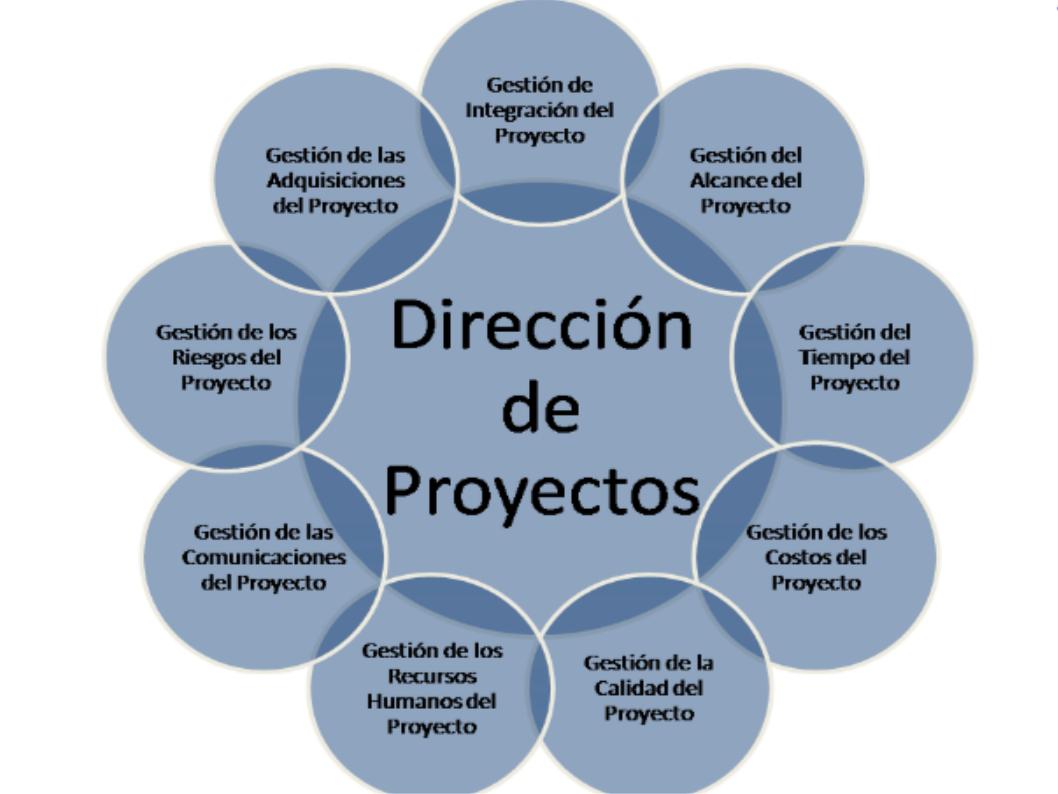 Gestión de
Integración del
Proyecto
Gestión del
Alcance del
Proyecto
Gestión del
Tiempo del
Proyecto
Gestión de los
Costos del
Proyecto
Gestión de la
Calidad del
Proyecto
Gestión de los
Recursos
Humanos del
Proyecto
Gestión de las
Comunicaciones
del Proyecto
Gestión de los
Riesgos del
Proyecto
Gestión de las
Adquisiciones
del Proyecto
Dirección
de
Proyectos